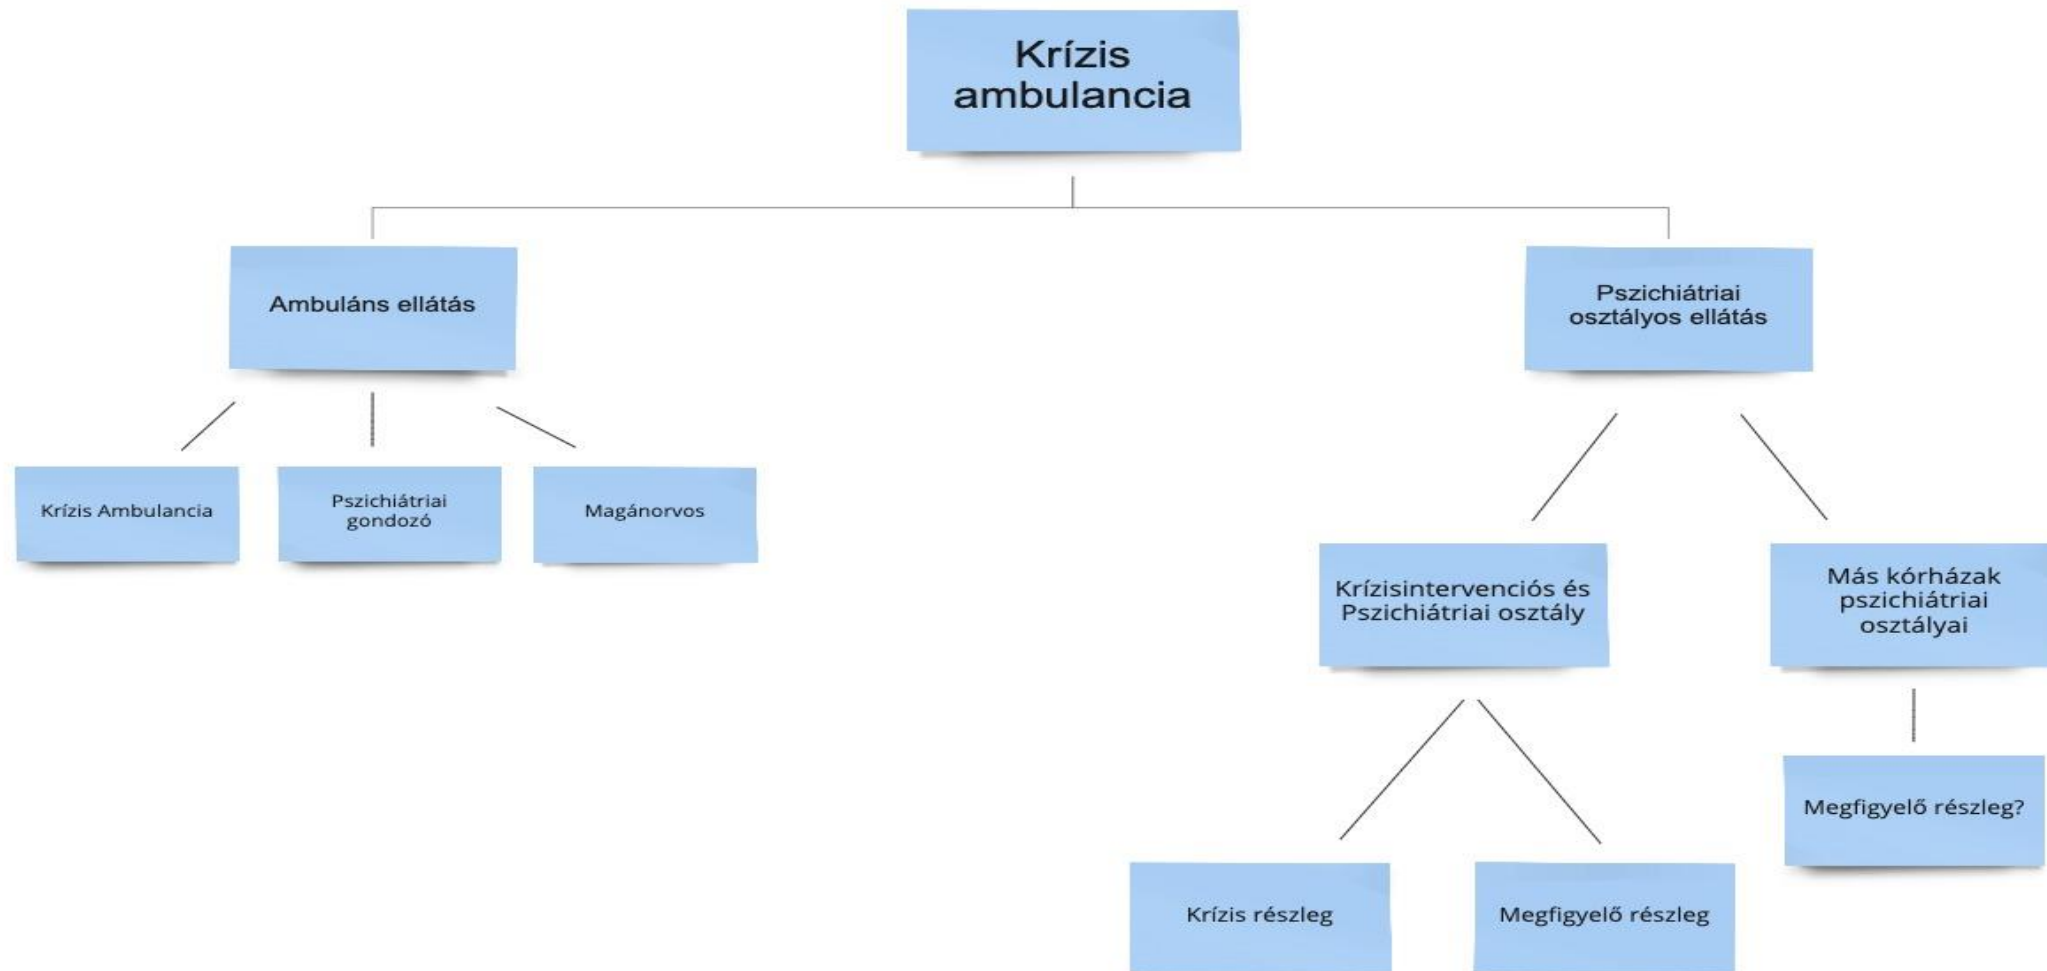 Krízis
ambulancia
Ambuláns ellátás
Pszichiátriai
osztályos ellátás
Krízis Ambulancia
Pszichiátriai
gondozó
Magánorvos
Krízisintervenciós és
Pszichiátriai osztály
Más kórházak
pszichiátriai
osztályai
Megfigyelő részleg?
Krízis részleg
Megfigyelő részleg